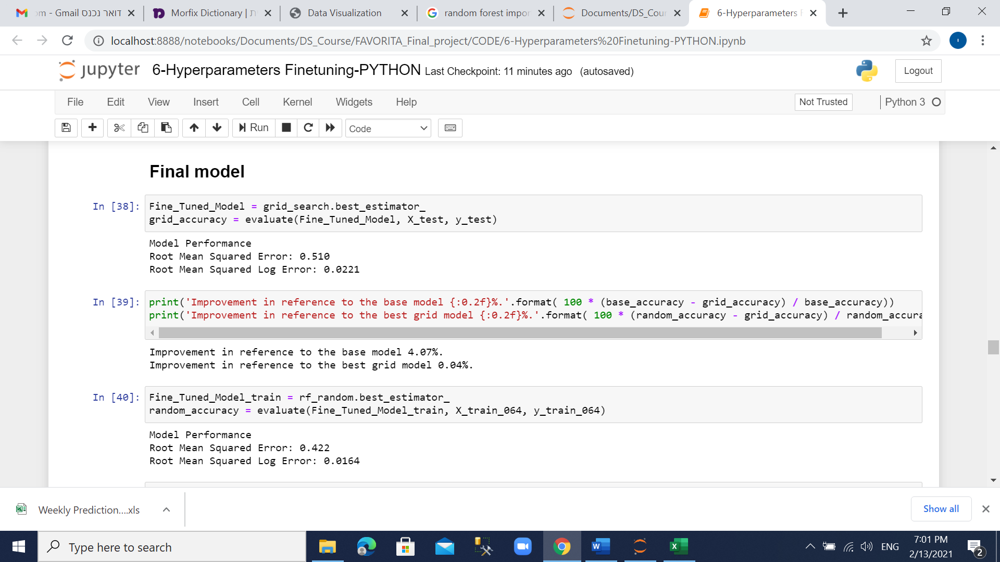 om - Gmail דואר נכנס
Morfix Dictionary | ת
Data Visualization
random forest impor
Documents/DS_Cour
6-Hyperparameters F
localhost:8888/notebooks/Documents/DS_Course/FAVORITA_Final_project/CODE/6-Hyperparameters%20Finetuning-PYTHON.ipynb
jupyter 6-Hyperparameters Finetuning-PYTHON Last Checkpoint: 11 minutes ago (autosaved)
Logout
File Edit View Insert Cell Kernel Widgets Help
Not Trusted
Python 3
Run
Code
Final model
In [38]: Fine_Tuned_Model = grid_search.best_estimator_
grid_accuracy = evaluate(Fine_Tuned_Model, X_test, y_test)
Model Performance
Root Mean Squared Error: 0.510
Root Mean Squared Log Error: 0.0221
In [39]: print('Improvement in reference to the base model {:0.2f}%.'.format( 100 * (base_accuracy - grid_accuracy) / base_accuracy))
print('Improvement in reference to the best grid model {:0.2f}%.'.format( 100 * (random_accuracy - grid_accuracy) / random_accura
Improvement in reference to the base model 4.07%.
Improvement in reference to the best grid model 0.04%.
In [40]: Fine_Tuned_Model_train = rf_random.best_estimator_
random_accuracy = evaluate(Fine_Tuned_Model_train, X_train_064, y_train_064)
Model Performance
Root Mean Squared Error: 0.422
Root Mean Squared Log Error: 0.0164
Weekly Prediction....xls
Show all
Type here to search
ENG
7:01 PM
2/13/2021
2